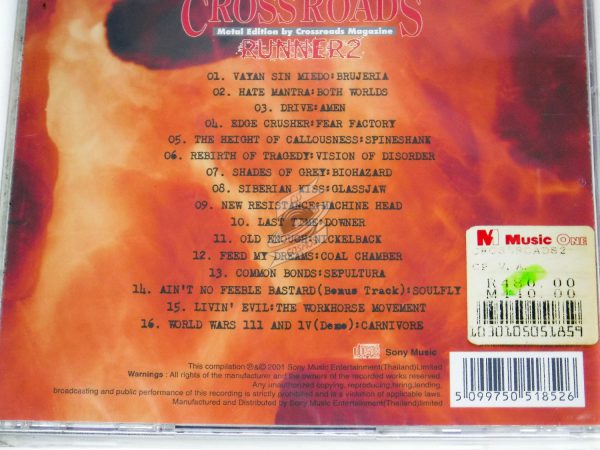 CROSSROADS
Metal Edition by Crossroads Magazine
RUNNER2
01. VAYAN SIN MIEDO:BRUJERIA
02. HATE MANTRA:BOTH WORLDS
03. DRIVE:AMEN
04. EDGE CRUSHER:FEAR FACTORY
05. THE HEIGHT OF CALLOUSNESS:SPINESHANK
06. REBIRTH OF TRAGEDY:VISION OF DISORDER
07. SHADES OF GREY:BIOHAZARD
08. SIBERIAN KISS:GLASSJAW
09. NEW RESISTANCE:MACHINE HEAD
10. LAST TIME:DOWNER
11. OLD ENOUGH:NICKELBACK
12. FEED MY DREAMS:COAL CHAMBER
13. COMMON BONDS:SEPULTURA
14. AIN'T NO FEEBLE BASTARD(Bonus Track):SOULFLY
15. LIVIN' EVIL:THE WORKHORSE MOVEMENT
16. WORLD WARS 111 AND 1V(Demo):CARNIVORE
Music ONE
CROSSROADS2
R480.00
M440.00
1030105051859
Sony Music
This compilation ℗&© 2001 Sony Music Entertainment(Thailand)Limited
Warnings : All rights of the manufacturer and the owners of the recorded works reserved.
Any unauthorized copying, reproducing,hiring,lending,
broadcasting and public performance of this recording is strictly prohibited and is a violation of applicable laws.
Manufactured and Distributed by Sony Music Entertainment(Thailand)limited
5 099750 518526